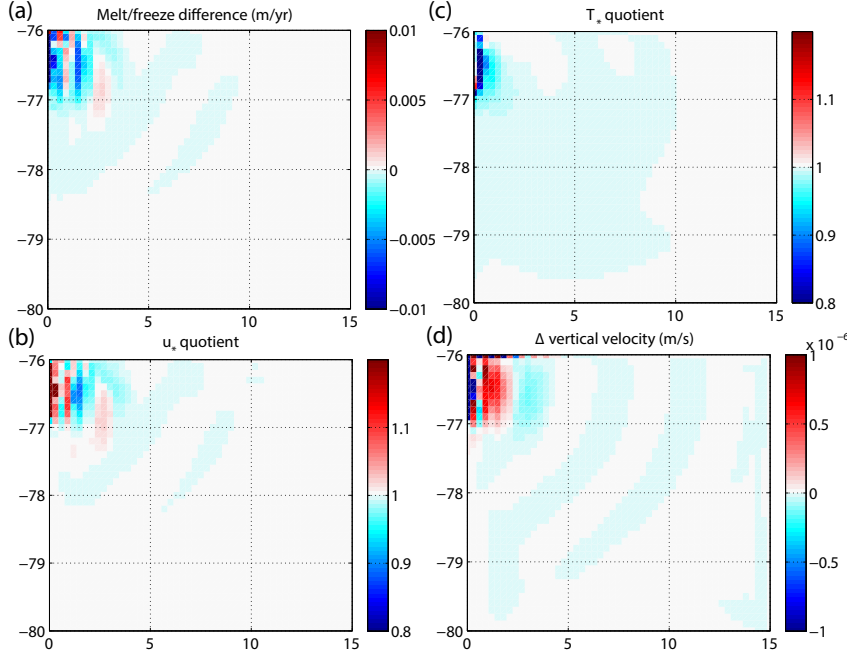 (a)
Melt/freeze difference (m/yr)
−76
−77
−78
−79
−80
0 5 10 15
0.01
0.005
0
−0.005
−0.01
(c)
T* quotient
−76
−77
−78
−79
−80
0 5 10 15
1.1
1
0.9
0.8
(b)
u* quotient
−76
−77
−78
−79
−80
0 5 10 15
1.1
1
0.9
0.8
(d)
Δ vertical velocity (m/s)
x 10⁻⁶
−76
−77
−78
−79
−80
0 5 10 15
1
0.5
0
−0.5
−1